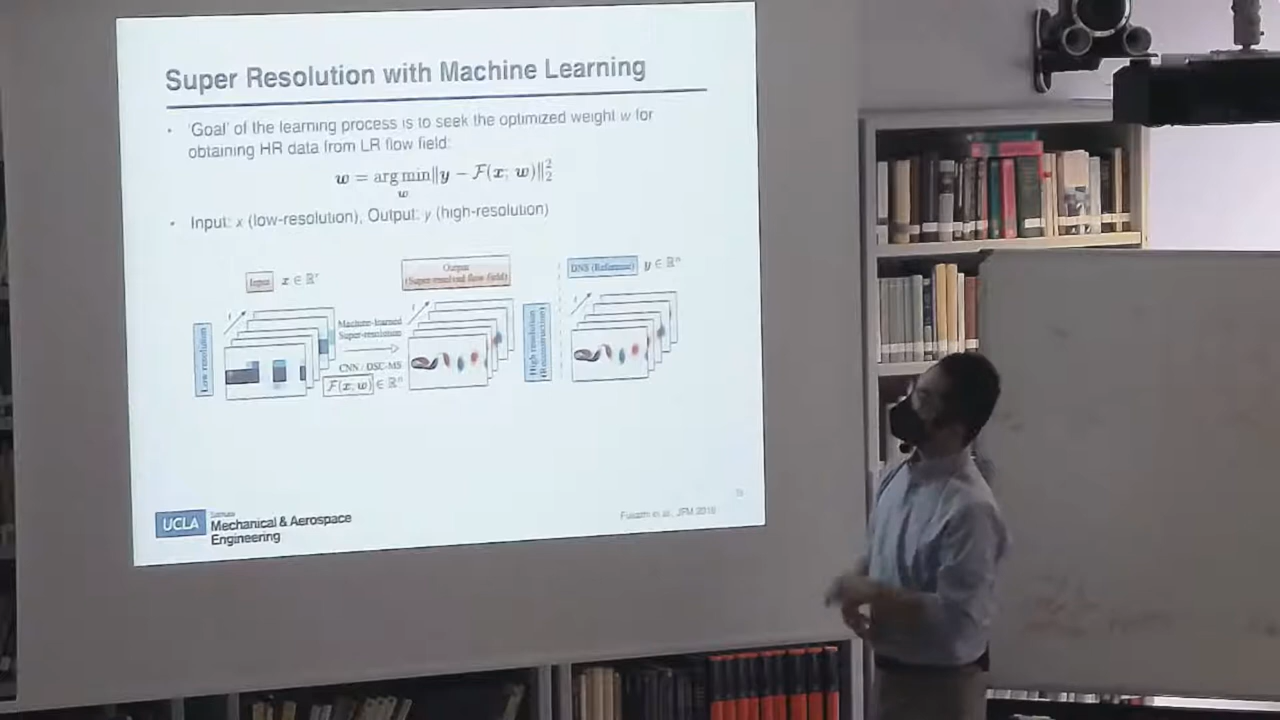 Super Resolution with Machine Learning
• 'Goal' of the learning process is to seek the optimized weight w for
obtaining HR data from LR flow field:
w = arg min‖y − F(x; w)‖₂²
w
• Input: x (low-resolution), Output: y (high-resolution)
Input x ∈ ℝ
Output
(Super-resolved flow field)
DNS (Reference) y ∈ ℝⁿ
Low resolution
t
Machine-learned
Super-resolution
CNN / DSC-MS
F(x; w) ∈ ℝⁿ
t
High resolution
(Reconstruction)
t
UCLA
Samueli
Mechanical & Aerospace
Engineering
Fukami et al., JFM 2019